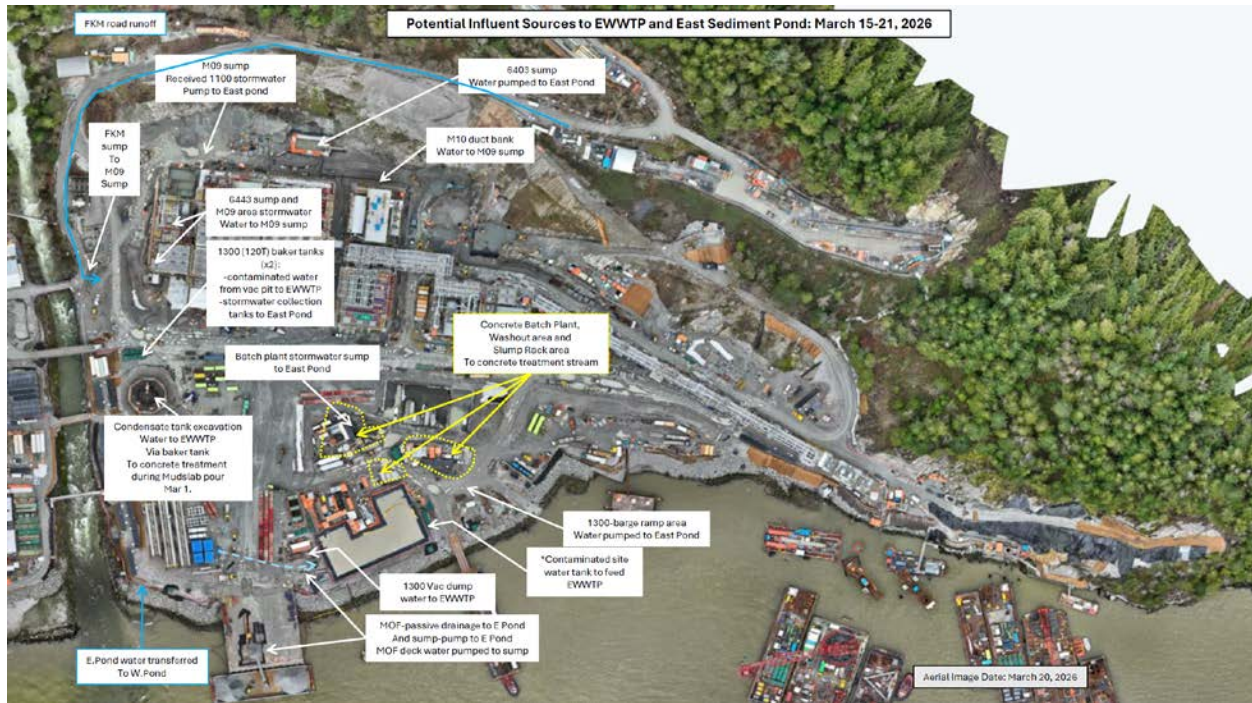 Potential Influent Sources to EWWTP and East Sediment Pond: March 15-21, 2026
FKM road runoff
M09 sump
Received 1100 stormwater
Pump to East pond
6403 sump
Water pumped to East Pond
FKM
sump
To
M09
Sump
M10 duct bank
Water to M09 sump
6443 sump and
M09 area stormwater
Water to M09 sump
1300 (120T) baker tanks
(x2):
-contaminated water
from vac pit to EWWTP
-stormwater collection
tanks to East Pond
Concrete Batch Plant,
Washout area and
Slump Rack area
To concrete treatment stream
Batch plant stormwater sump
to East Pond
Condensate tank excavation
Water to EWWTP
Via baker tank
To concrete treatment
during Mudslab pour
Mar 1.
1300-barge ramp area
Water pumped to East Pond
*Contaminated site
water tank to feed
EWWTP
1300 Vac dump
water to EWWTP
MOF-passive drainage to E Pond
And sump-pump to E Pond
MOF deck water pumped to sump
E.Pond water transferred
To W.Pond
Aerial Image Date: March 20, 2026